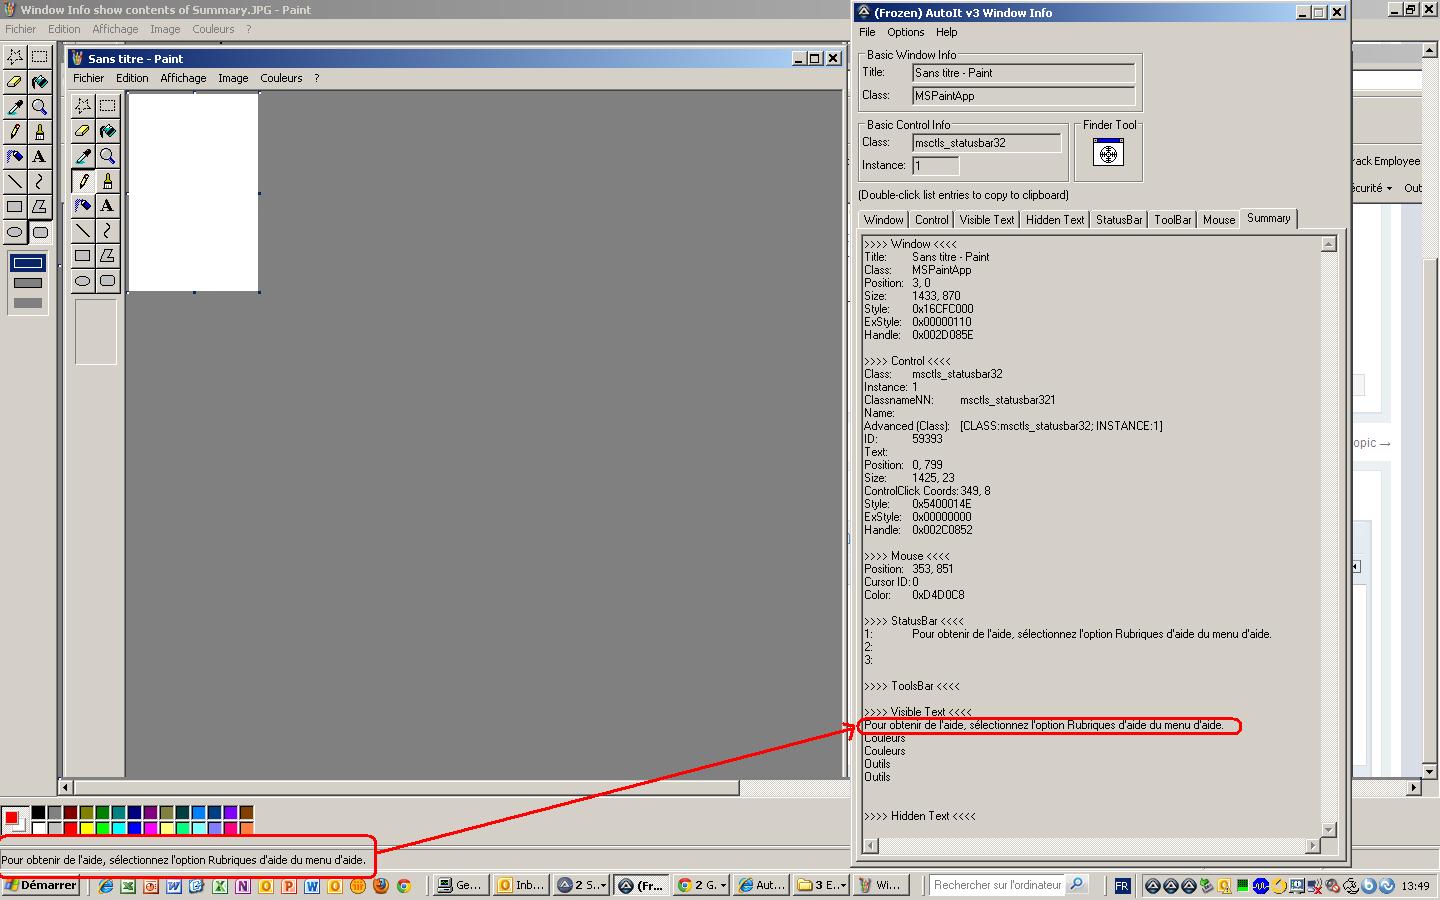 Window Info show contents of Summary.JPG - Paint
Fichier Edition Affichage Image Couleurs ?
Sans titre - Paint
Fichier Edition Affichage Image Couleurs ?
(Frozen) AutoIt v3 Window Info
File Options Help
Basic Window Info
Title: Sans titre - Paint
Class: MSPaintApp
Basic Control Info
Finder Tool
Class: msctls_statusbar32
Instance: 1
(Double-click list entries to copy to clipboard)
Window Control Visible Text Hidden Text StatusBar ToolBar Mouse Summary
>>>> Window <<<<
Title: Sans titre - Paint
Class: MSPaintApp
Position: 3, 0
Size: 1433, 870
Style: 0x16CFC000
ExStyle: 0x00000110
Handle: 0x002D085E
>>>> Control <<<<
Class: msctls_statusbar32
Instance: 1
ClassnameNN: msctls_statusbar321
Name:
Advanced (Class): [CLASS:msctls_statusbar32; INSTANCE:1]
ID: 59393
Text:
Position: 0, 799
Size: 1425, 23
ControlClick Coords: 349, 8
Style: 0x5400014E
ExStyle: 0x00000000
Handle: 0x002C0852
>>>> Mouse <<<<
Position: 353, 851
Cursor ID: 0
Color: 0xD4D0C8
>>>> StatusBar <<<<
1: Pour obtenir de l'aide, sélectionnez l'option Rubriques d'aide du menu d'aide.
2:
3:
>>>> ToolsBar <<<<
>>>> Visible Text <<<<
Pour obtenir de l'aide, sélectionnez l'option Rubriques d'aide du menu d'aide.
Couleurs
Couleurs
Outils
Outils
>>>> Hidden Text <<<<
rack Employee
écurité
Out
opic →
Pour obtenir de l'aide, sélectionnez l'option Rubriques d'aide du menu d'aide.
Démarrer Ge... Inb... 2 S... (Fr... 2 G. Aut... 3 E.. Wi... Rechercher sur l'ordinateur FR 13:49